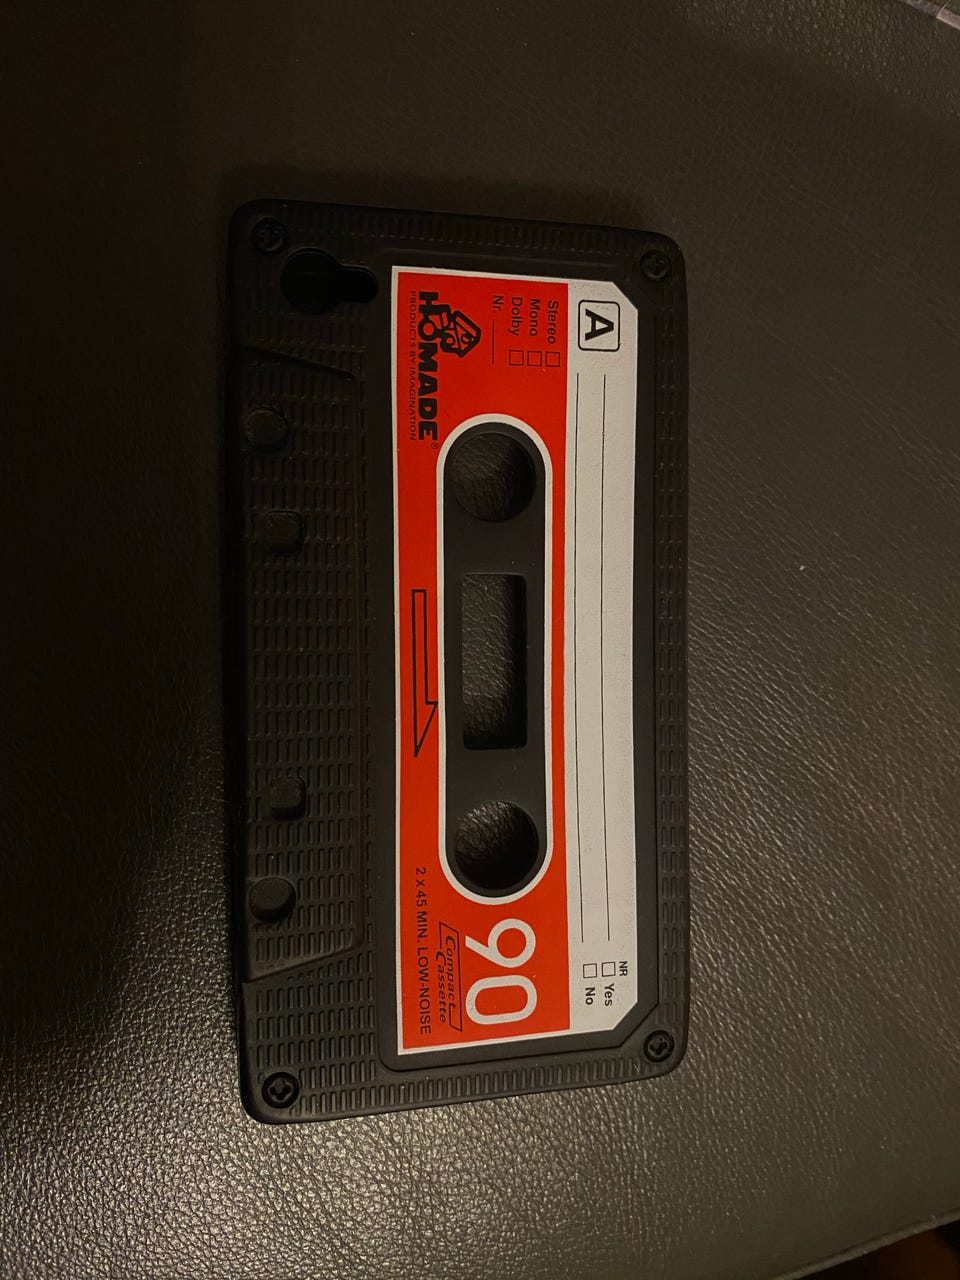 A
NR
Yes
No
Stereo
Mono
Dolby
Nr.
HOMADE®
PRODUCTS BY IMAGINATION
90
Compact
Cassette
2 X 45 MIN. LOW-NOISE